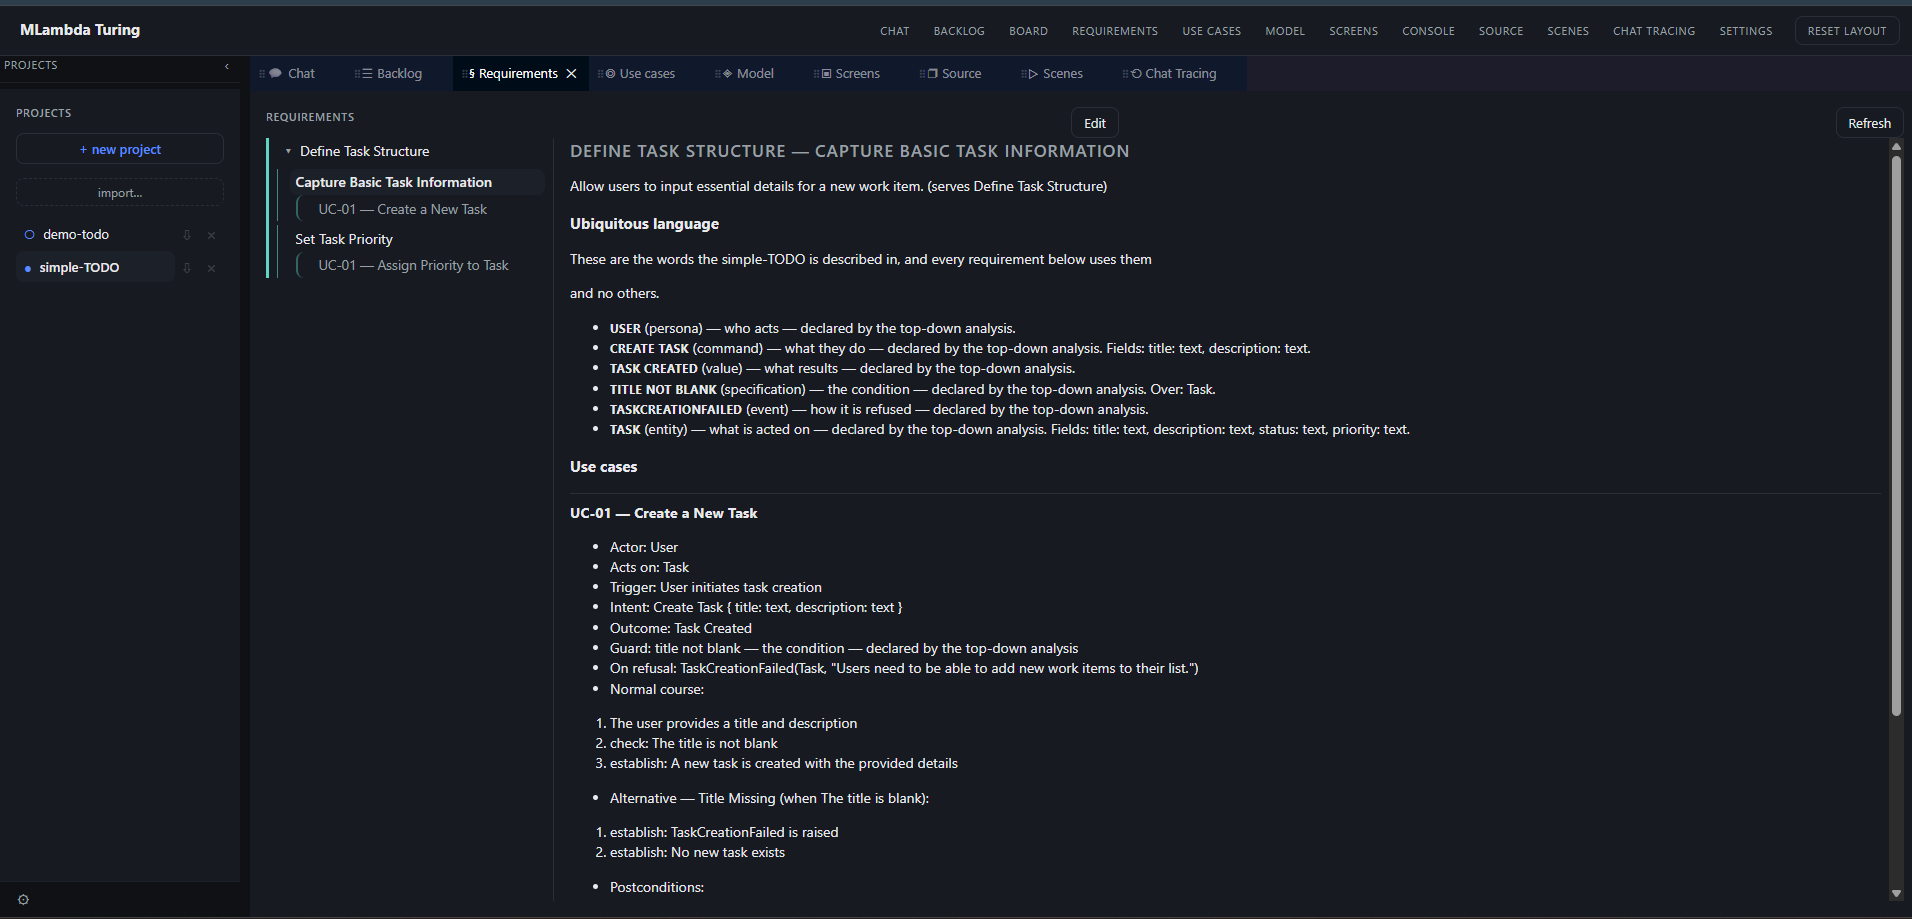 MLambda Turing
CHAT BACKLOG BOARD REQUIREMENTS USE CASES MODEL SCREENS CONSOLE SOURCE SCENES CHAT TRACING SETTINGS RESET LAYOUT
PROJECTS
Chat Backlog § Requirements Use cases Model Screens Source Scenes Chat Tracing
PROJECTS
+ new project
import...
demo-todo
simple-TODO
REQUIREMENTS
Edit
Refresh
Define Task Structure
Capture Basic Task Information
UC-01 — Create a New Task
Set Task Priority
UC-01 — Assign Priority to Task
DEFINE TASK STRUCTURE — CAPTURE BASIC TASK INFORMATION
Allow users to input essential details for a new work item. (serves Define Task Structure)
Ubiquitous language
These are the words the simple-TODO is described in, and every requirement below uses them
and no others.
• USER (persona) — who acts — declared by the top-down analysis.
• CREATE TASK (command) — what they do — declared by the top-down analysis. Fields: title: text, description: text.
• TASK CREATED (value) — what results — declared by the top-down analysis.
• TITLE NOT BLANK (specification) — the condition — declared by the top-down analysis. Over: Task.
• TASKCREATIONFAILED (event) — how it is refused — declared by the top-down analysis.
• TASK (entity) — what is acted on — declared by the top-down analysis. Fields: title: text, description: text, status: text, priority: text.
Use cases
UC-01 — Create a New Task
• Actor: User
• Acts on: Task
• Trigger: User initiates task creation
• Intent: Create Task { title: text, description: text }
• Outcome: Task Created
• Guard: title not blank — the condition — declared by the top-down analysis
• On refusal: TaskCreationFailed(Task, "Users need to be able to add new work items to their list.")
• Normal course:
1. The user provides a title and description
2. check: The title is not blank
3. establish: A new task is created with the provided details
• Alternative — Title Missing (when The title is blank):
1. establish: TaskCreationFailed is raised
2. establish: No new task exists
• Postconditions: